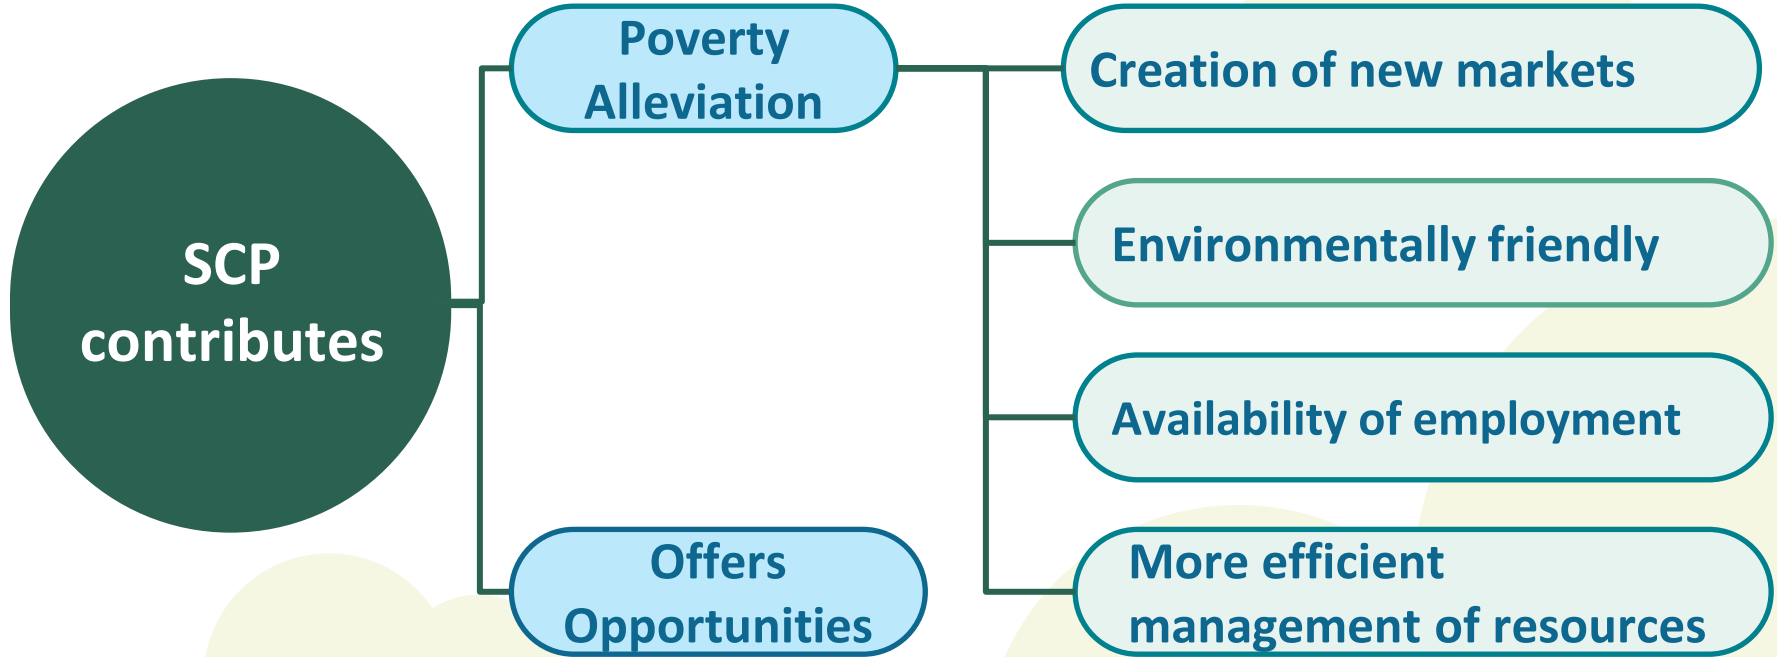 SCP
contributes
Poverty
Alleviation
Offers
Opportunities
Creation of new markets
Environmentally friendly
Availability of employment
More efficient
management of resources